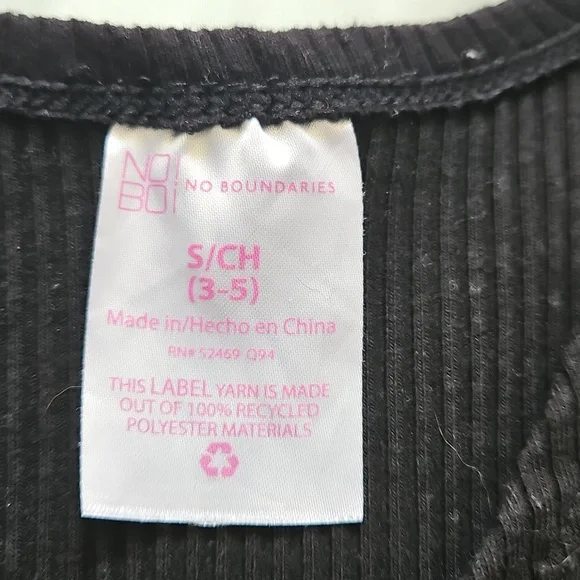 NO
BO
NO BOUNDARIES
S/CH
(3-5)
Made in/Hecho en China
RN# 52469 Q94
THIS LABEL YARN IS MADE
OUT OF 100% RECYCLED
POLYESTER MATERIALS